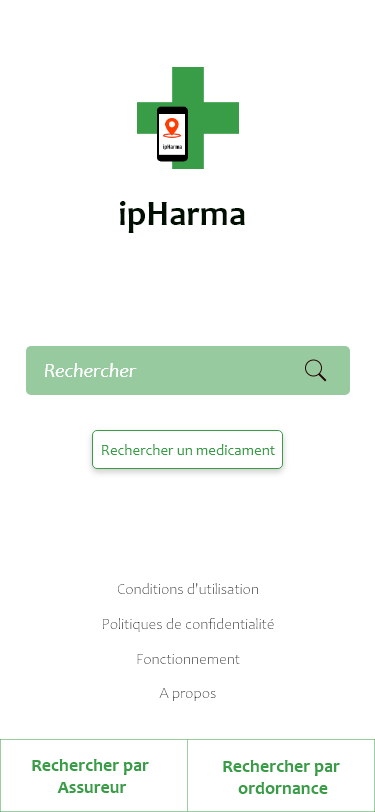 ipHarma
ipHarma
Rechercher
Rechercher un medicament
Conditions d'utilisation
Politiques de confidentialité
Fonctionnement
A propos
Rechercher par
Assureur
Rechercher par
ordornance